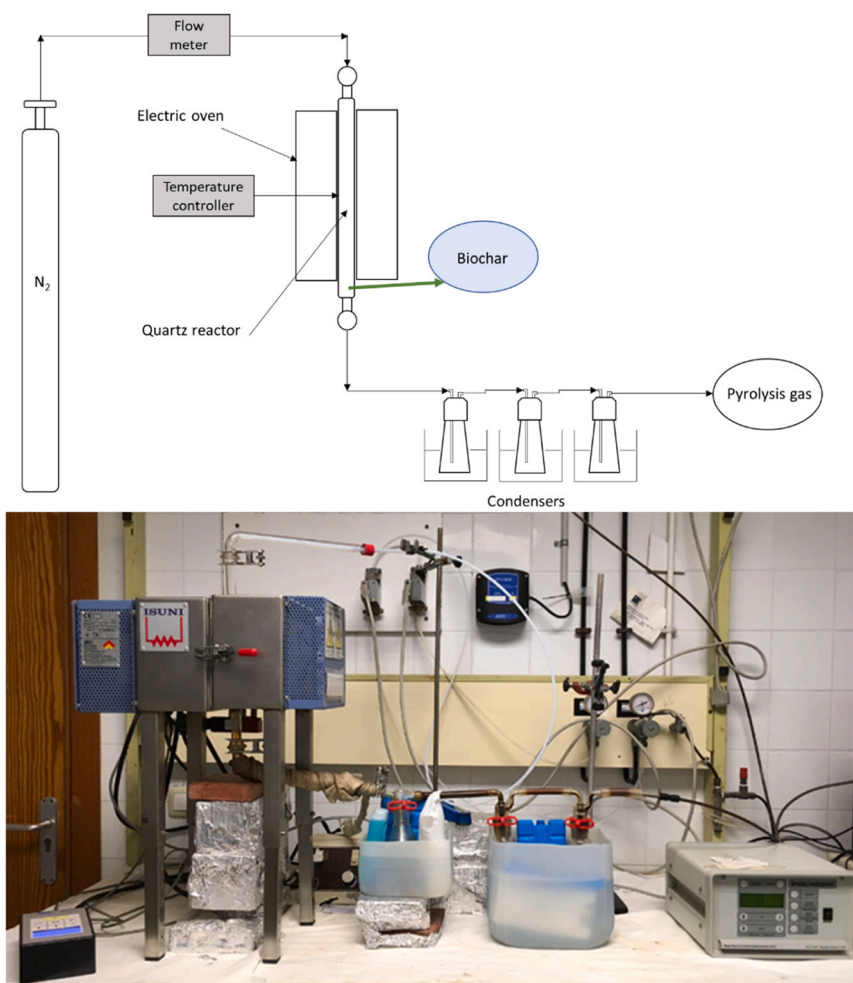 Flow
meter
Electric oven
Temperature
controller
Biochar
N₂
Quartz reactor
Pyrolysis gas
Condensers
ISUNI